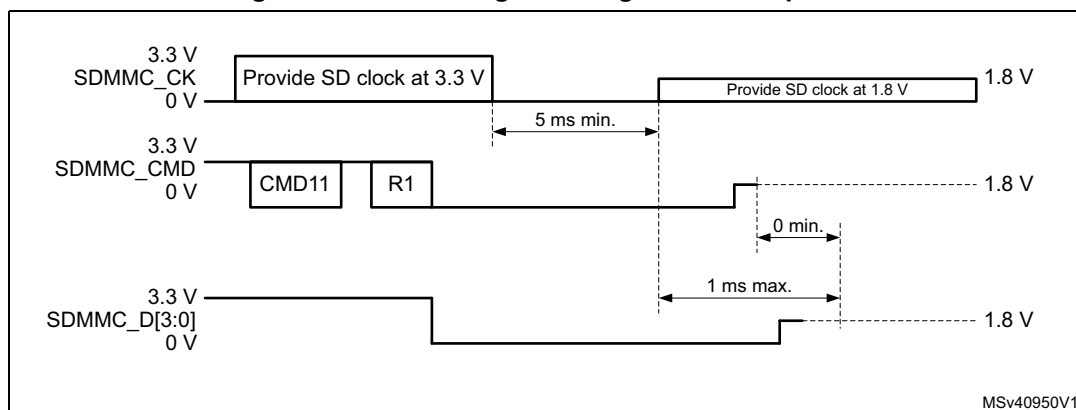 3.3 V
SDMMC_CK
0 V
Provide SD clock at 3.3 V
Provide SD clock at 1.8 V
1.8 V
5 ms min.
3.3 V
SDMMC_CMD
0 V
CMD11
R1
1.8 V
0 min.
1 ms max.
3.3 V
SDMMC_D[3:0]
0 V
1.8 V
MSv40950V1